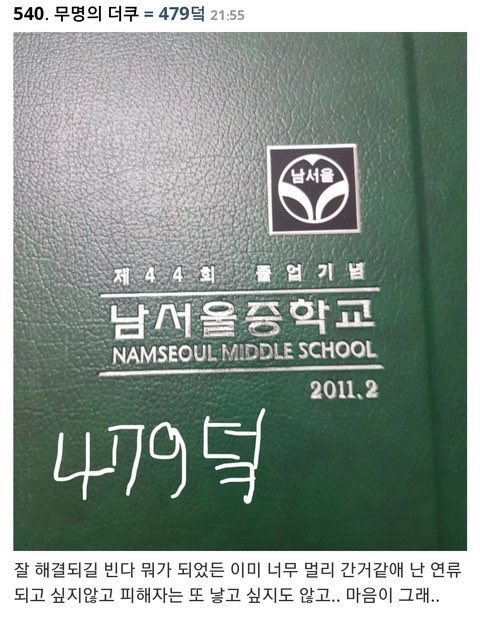 540. 무명의 더쿠 = 479덬 21:55
남서울
제 44회 졸업기념
남서울중학교
NAMSEOUL MIDDLE SCHOOL
2011.2
479덬
잘 해결되길 빈다 뭐가 되었든 이미 너무 멀리 간거같애 난 연류
되고 싶지않고 피해자는 또 낳고 싶지도 않고.. 마음이 그래..